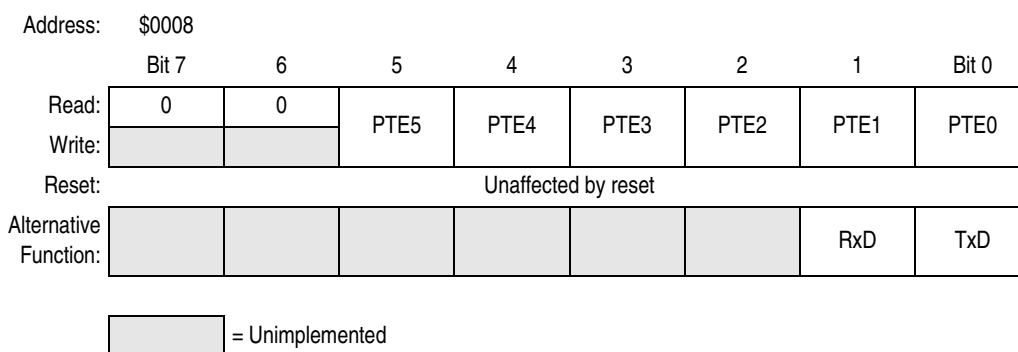 Address: $0008
Bit 7 6 5 4 3 2 1 Bit 0
Read: 0 0 PTE5 PTE4 PTE3 PTE2 PTE1 PTE0
Write:
Reset: Unaffected by reset
Alternative
Function: RxD TxD
= Unimplemented